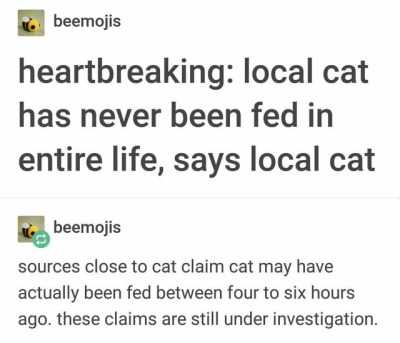 beemojis
heartbreaking: local cat
has never been fed in
entire life, says local cat
beemojis
sources close to cat claim cat may have
actually been fed between four to six hours
ago. these claims are still under investigation.